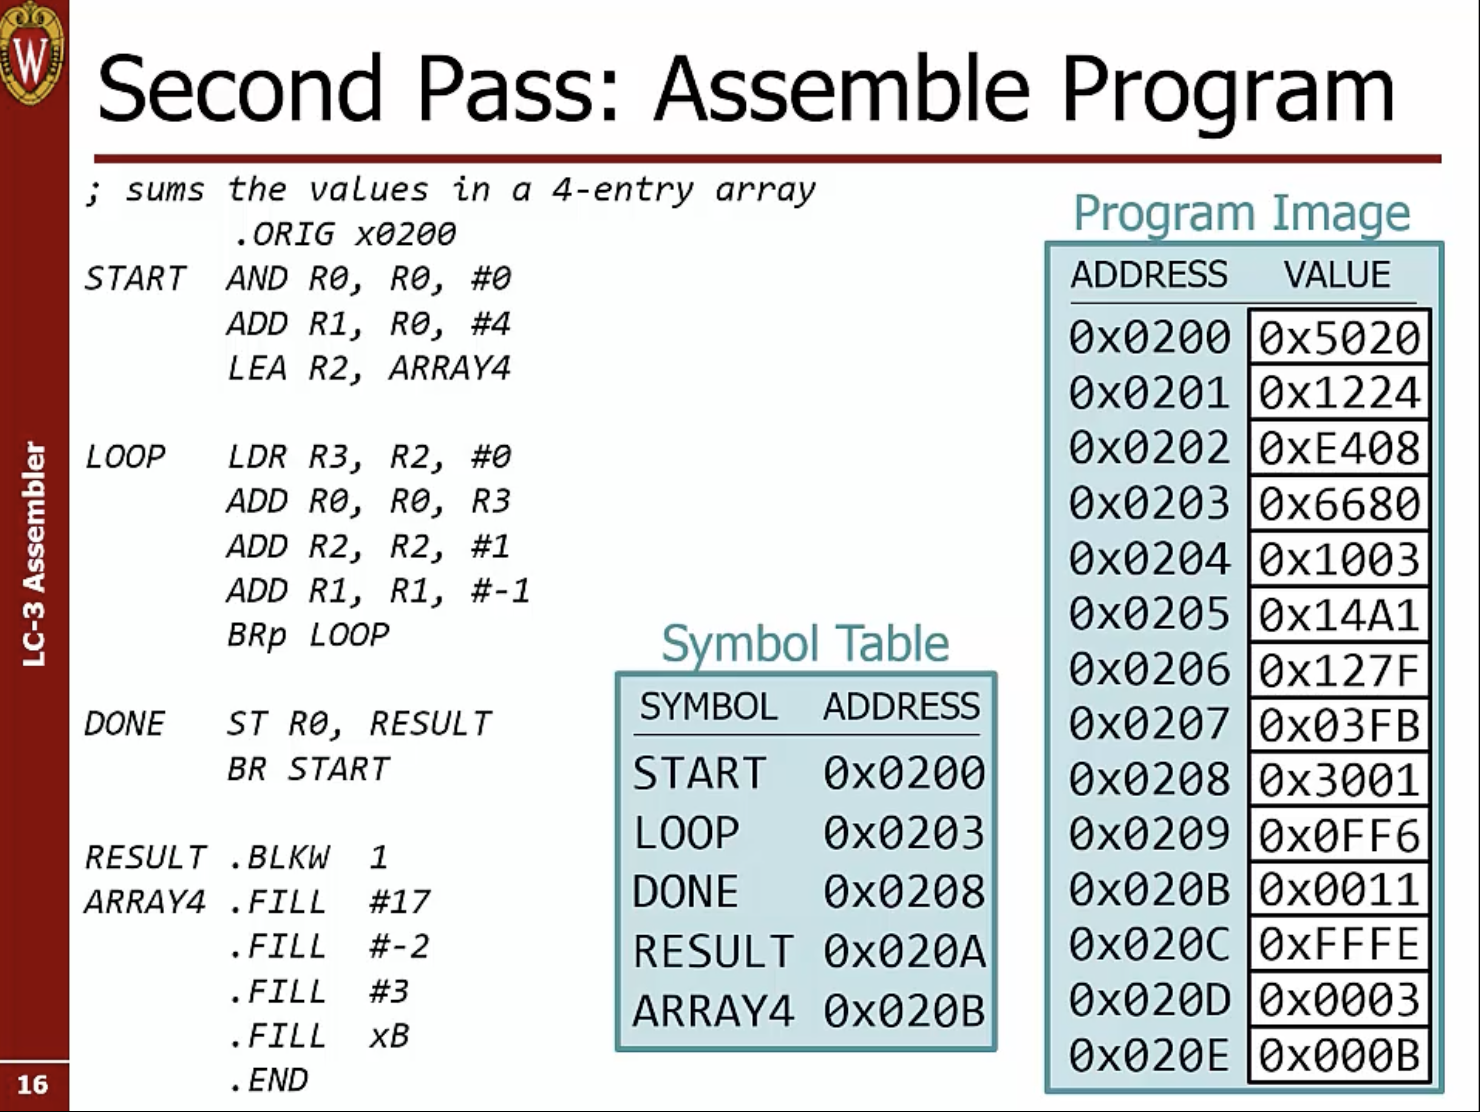 W
Second Pass: Assemble Program
; sums the values in a 4-entry array
.ORIG x0200
START AND R0, R0, #0
ADD R1, R0, #4
LEA R2, ARRAY4
LOOP LDR R3, R2, #0
ADD R0, R0, R3
ADD R2, R2, #1
ADD R1, R1, #-1
BRp LOOP
DONE ST R0, RESULT
BR START
RESULT .BLKW 1
ARRAY4 .FILL #17
.FILL #-2
.FILL #3
.FILL xB
.END
Symbol Table
SYMBOL ADDRESS
START 0x0200
LOOP 0x0203
DONE 0x0208
RESULT 0x020A
ARRAY4 0x020B
Program Image
ADDRESS VALUE
0x0200 0x5020
0x0201 0x1224
0x0202 0xE408
0x0203 0x6680
0x0204 0x1003
0x0205 0x14A1
0x0206 0x127F
0x0207 0x03FB
0x0208 0x3001
0x0209 0x0FF6
0x020B 0x0011
0x020C 0xFFFE
0x020D 0x0003
0x020E 0x000B
LC-3 Assembler
16